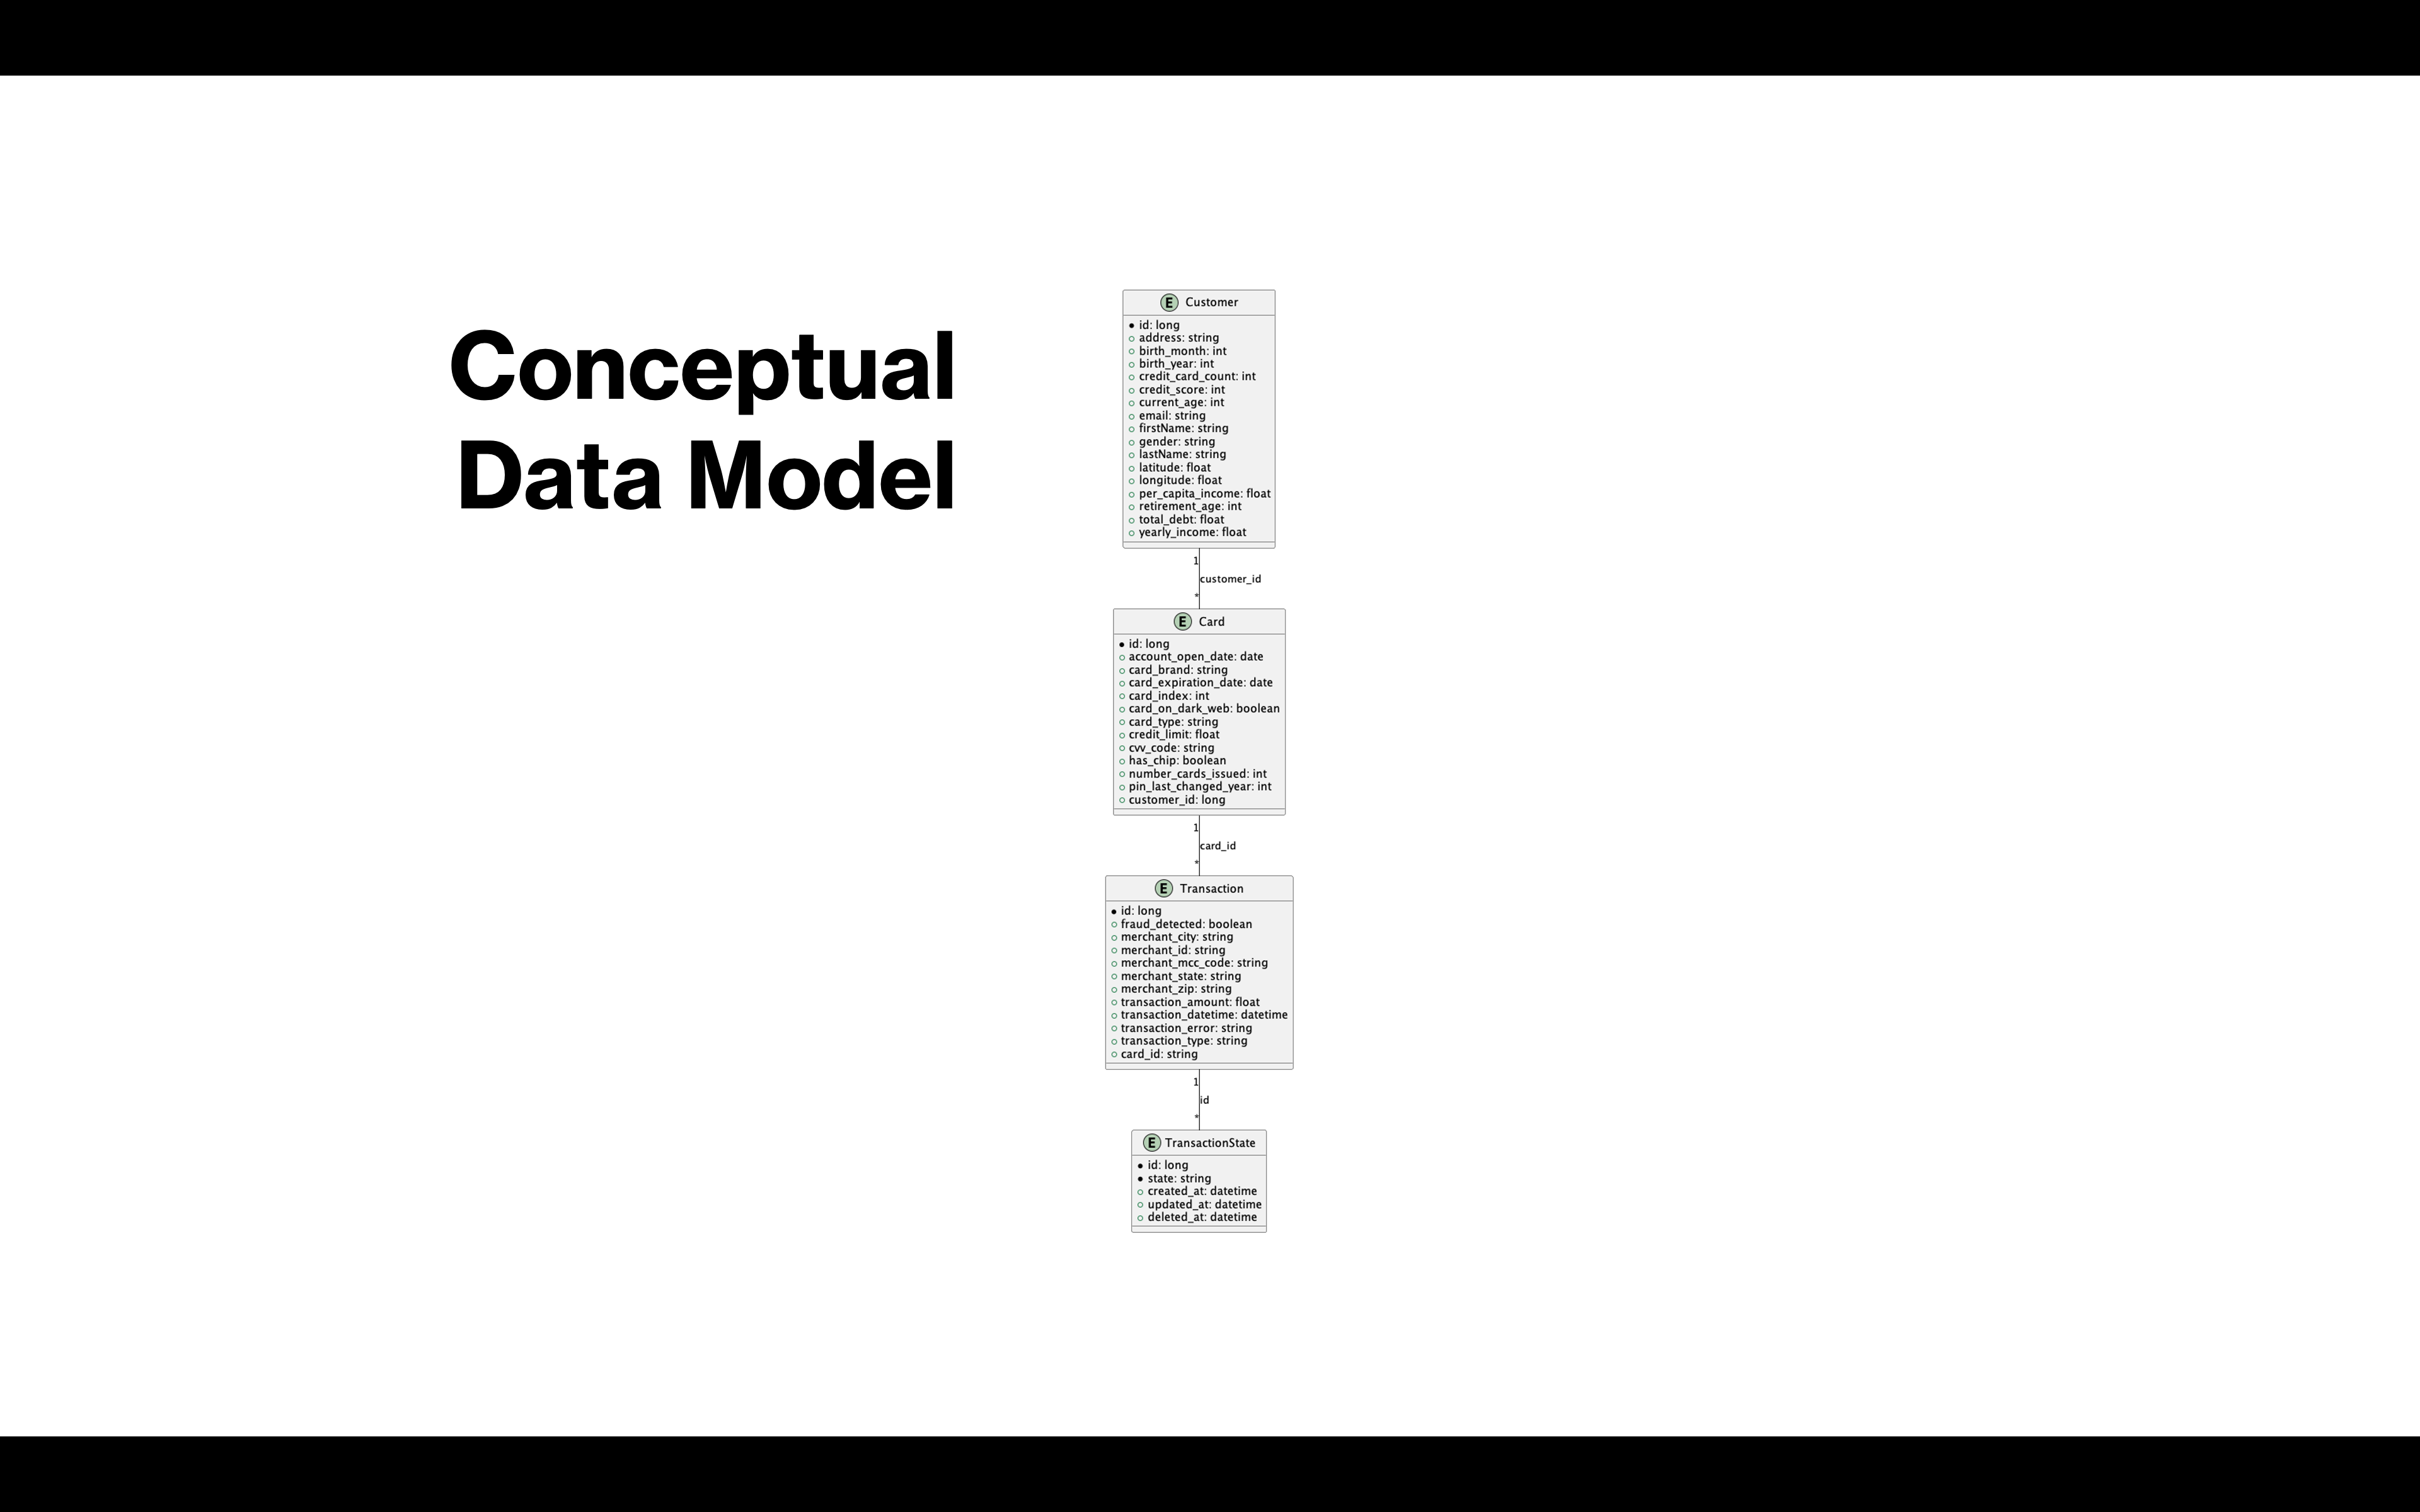 Conceptual
Data Model
E Customer
id: long
address: string
birth_month: int
birth_year: int
credit_card_count: int
credit_score: int
current_age: int
email: string
firstName: string
gender: string
lastName: string
latitude: float
longitude: float
per_capita_income: float
retirement_age: int
total_debt: float
yearly_income: float
1
customer_id
*
E Card
id: long
account_open_date: date
card_brand: string
card_expiration_date: date
card_index: int
card_on_dark_web: boolean
card_type: string
credit_limit: float
cvv_code: string
has_chip: boolean
number_cards_issued: int
pin_last_changed_year: int
customer_id: long
1
card_id
*
E Transaction
id: long
fraud_detected: boolean
merchant_city: string
merchant_id: string
merchant_mcc_code: string
merchant_state: string
merchant_zip: string
transaction_amount: float
transaction_datetime: datetime
transaction_error: string
transaction_type: string
card_id: string
1
id
*
E TransactionState
id: long
state: string
created_at: datetime
updated_at: datetime
deleted_at: datetime